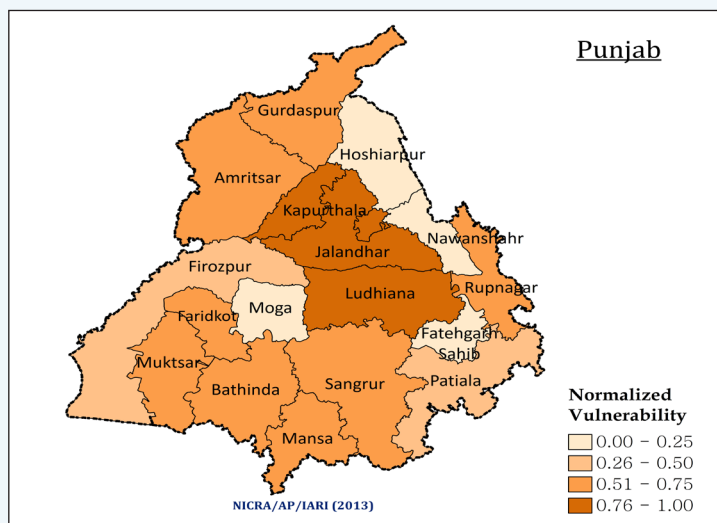 Punjab
Gurdaspur
Hoshiarpur
Amritsar
Kapurthala
Nawanshahr
Jalandhar
Firozpur
Rupnagar
Ludhiana
Moga
Faridkot
Fatehgarh
Sahib
Muktsar
Patiala
Bathinda
Sangrur
Mansa
Normalized
Vulnerability
0.00 - 0.25
0.26 - 0.50
0.51 - 0.75
0.76 - 1.00
NICRA/AP/IARI (2013)